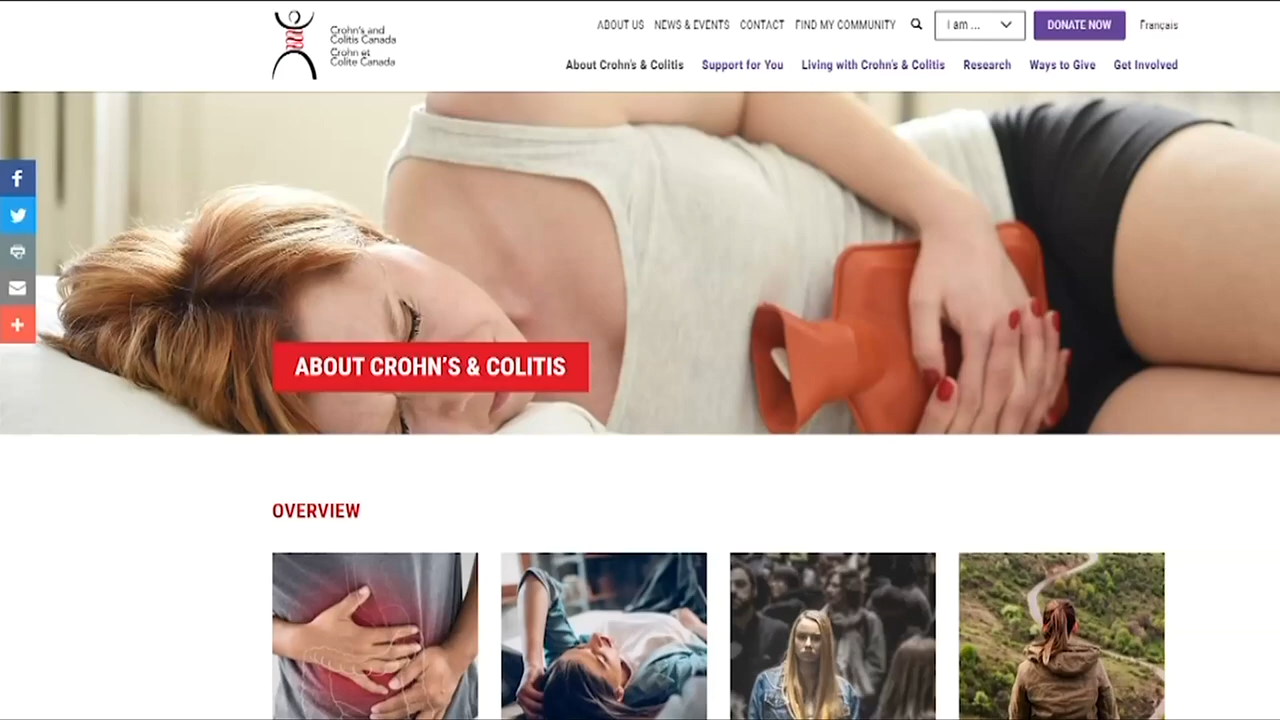 Crohn's and
Colitis Canada
Crohn et
Colite Canada
ABOUT US NEWS & EVENTS CONTACT FIND MY COMMUNITY I am ... DONATE NOW Français
About Crohn's & Colitis Support for You Living with Crohn's & Colitis Research Ways to Give Get Involved
ABOUT CROHN'S & COLITIS
OVERVIEW